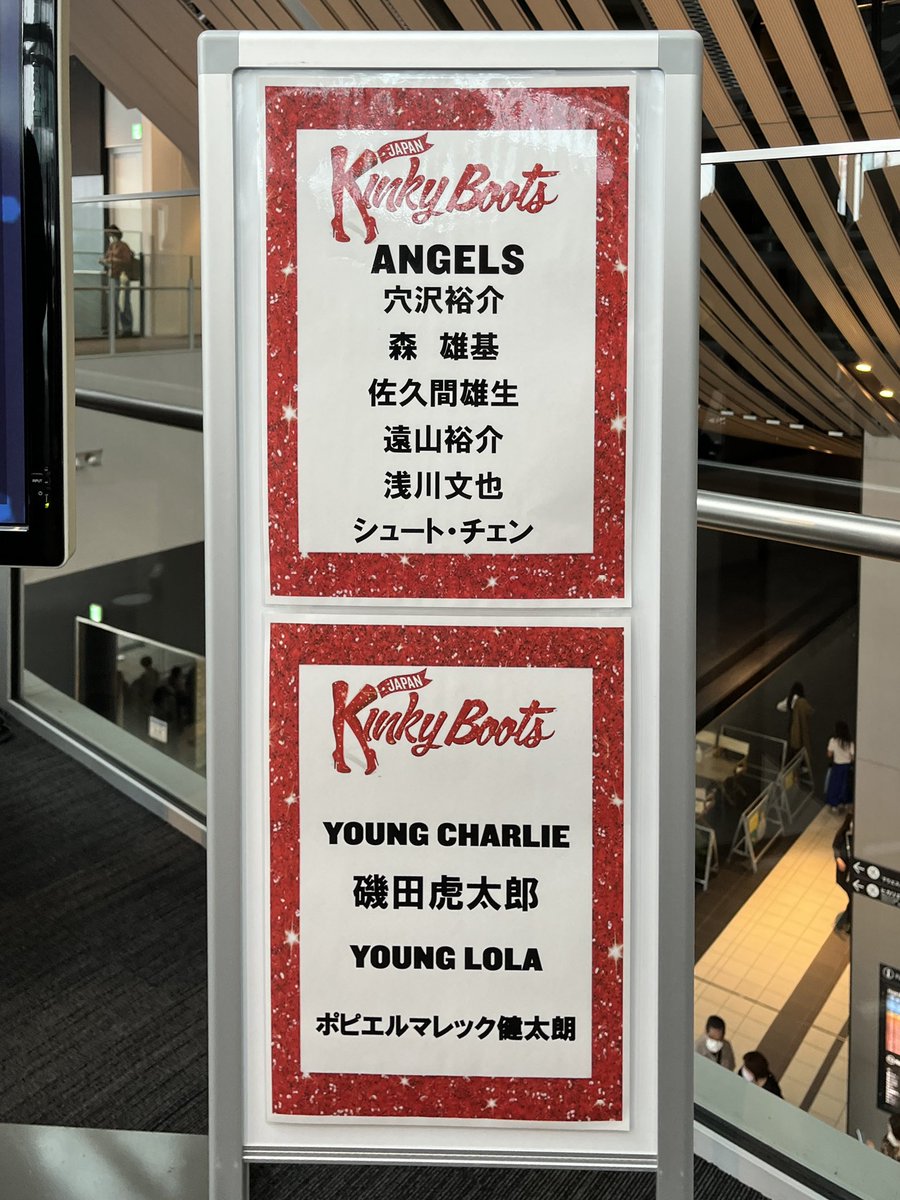 JAPAN
Kinky Boots
ANGELS
穴沢裕介
森 雄基
佐久間雄生
遠山裕介
浅川文也
シュート・チェン
JAPAN
Kinky Boots
YOUNG CHARLIE
磯田虎太郎
YOUNG LOLA
ポピエルマレック健太朗
INPUT